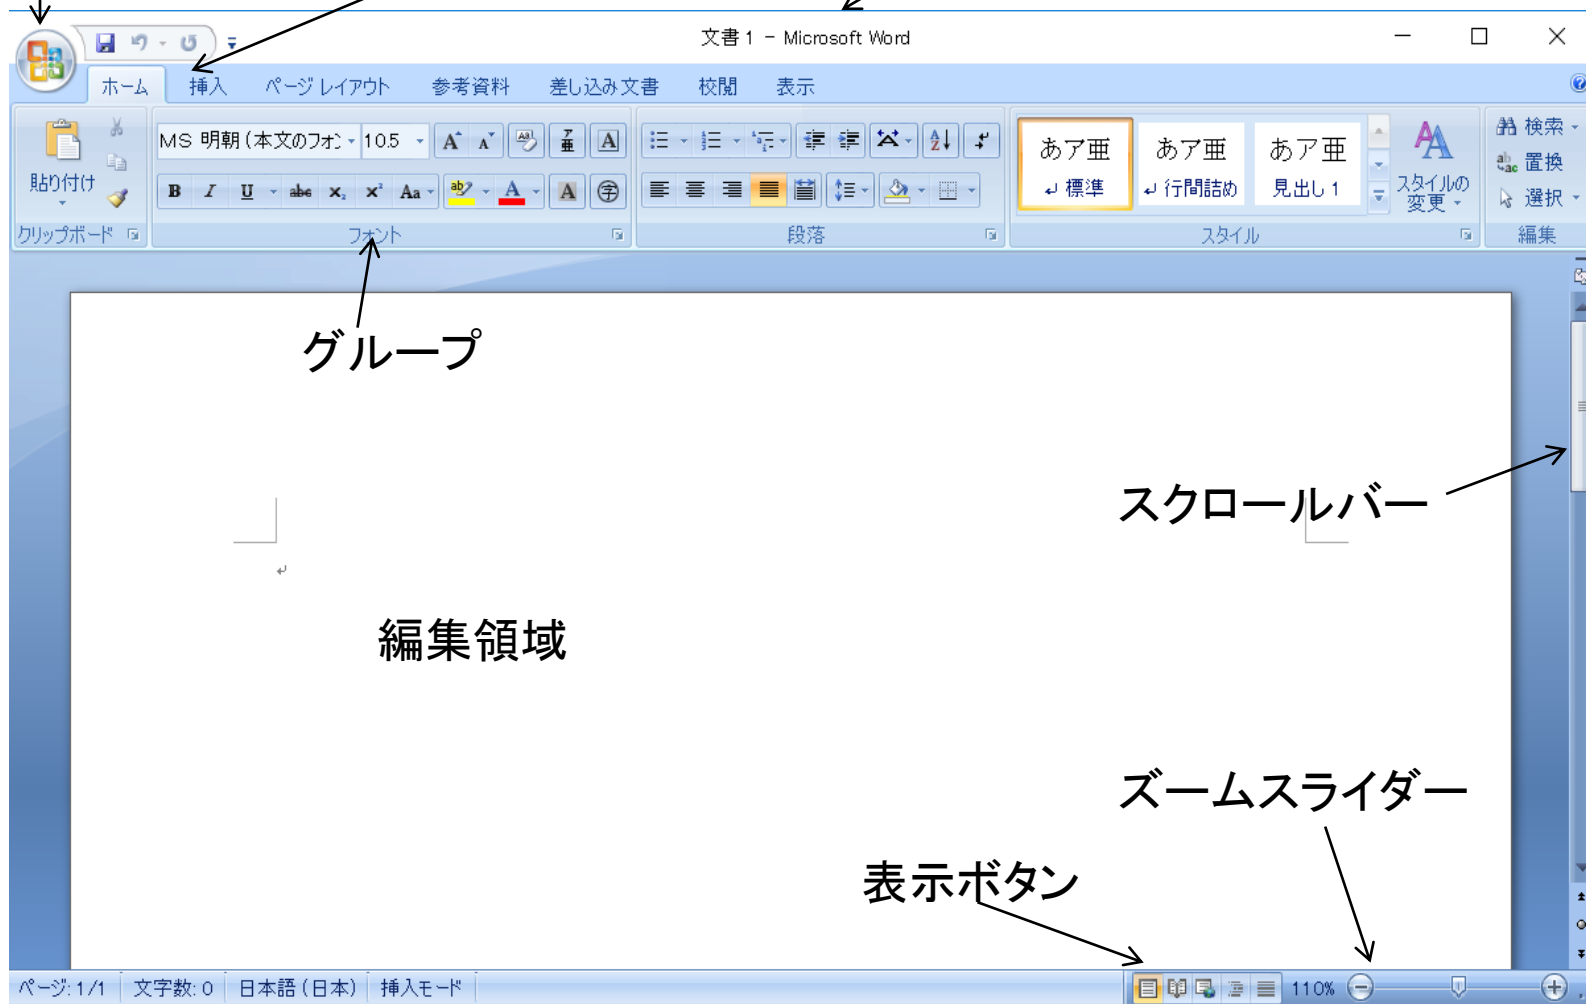 文書 1 - Microsoft Word
ホーム 挿入 ページ レイアウト 参考資料 差し込み文書 校閲 表示
MS 明朝 (本文のフォン 10.5
貼り付け
B I U abe x₂ x² Aa ab A A 字
あア亜 あア亜 あア亜
↵ 標準 ↵ 行間詰め 見出し 1
スタイルの
変更
検索
置換
選択
クリップボード フォント 段落 スタイル 編集
グループ
スクロールバー
編集領域
ズームスライダー
表示ボタン
ページ: 1/1 文字数: 0 日本語 (日本) 挿入モード 110%